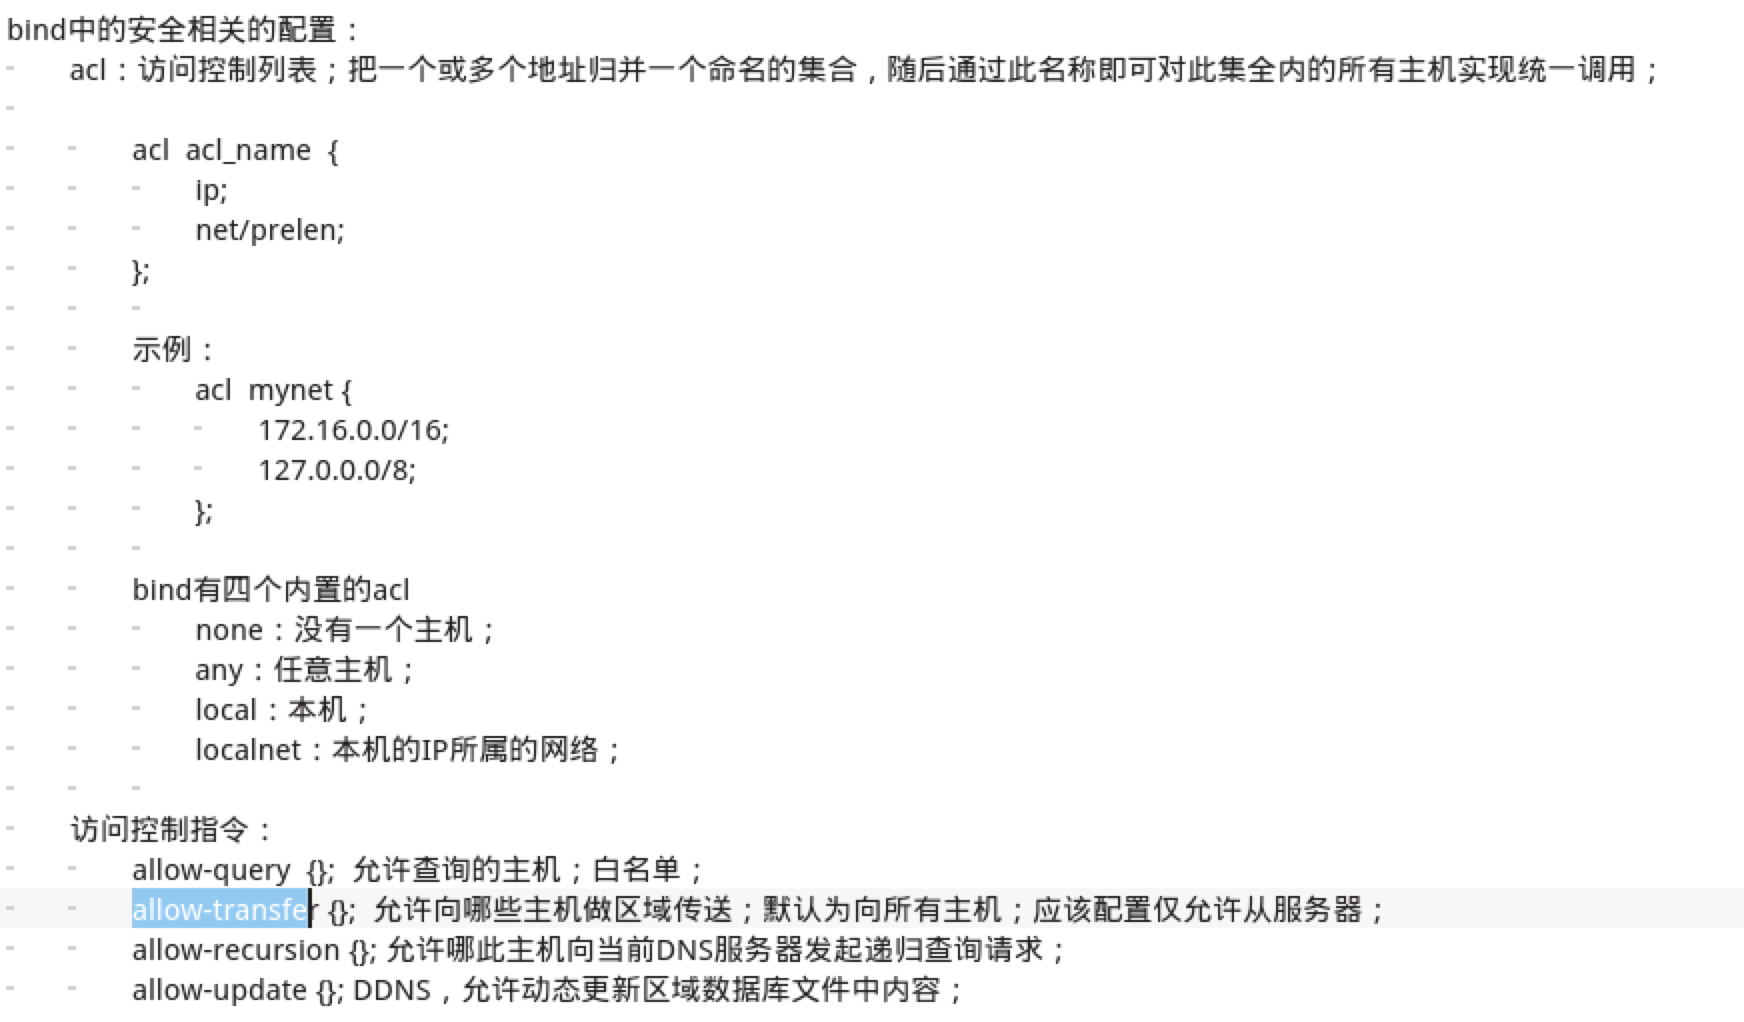 bind中的安全相关的配置：
acl：访问控制列表；把一个或多个地址归并一个命名的集合，随后通过此名称即可对此集全内的所有主机实现统一调用；
acl acl_name {
ip;
net/prelen;
};
示例：
acl mynet {
172.16.0.0/16;
127.0.0.0/8;
};
bind有四个内置的acl
none：没有一个主机；
any：任意主机；
local：本机；
localnet：本机的IP所属的网络；
访问控制指令：
allow-query {}; 允许查询的主机；白名单；
allow-transfer {}; 允许向哪些主机做区域传送；默认为向所有主机；应该配置仅允许从服务器；
allow-recursion {}; 允许哪此主机向当前DNS服务器发起递归查询请求；
allow-update {}; DDNS，允许动态更新区域数据库文件中内容；